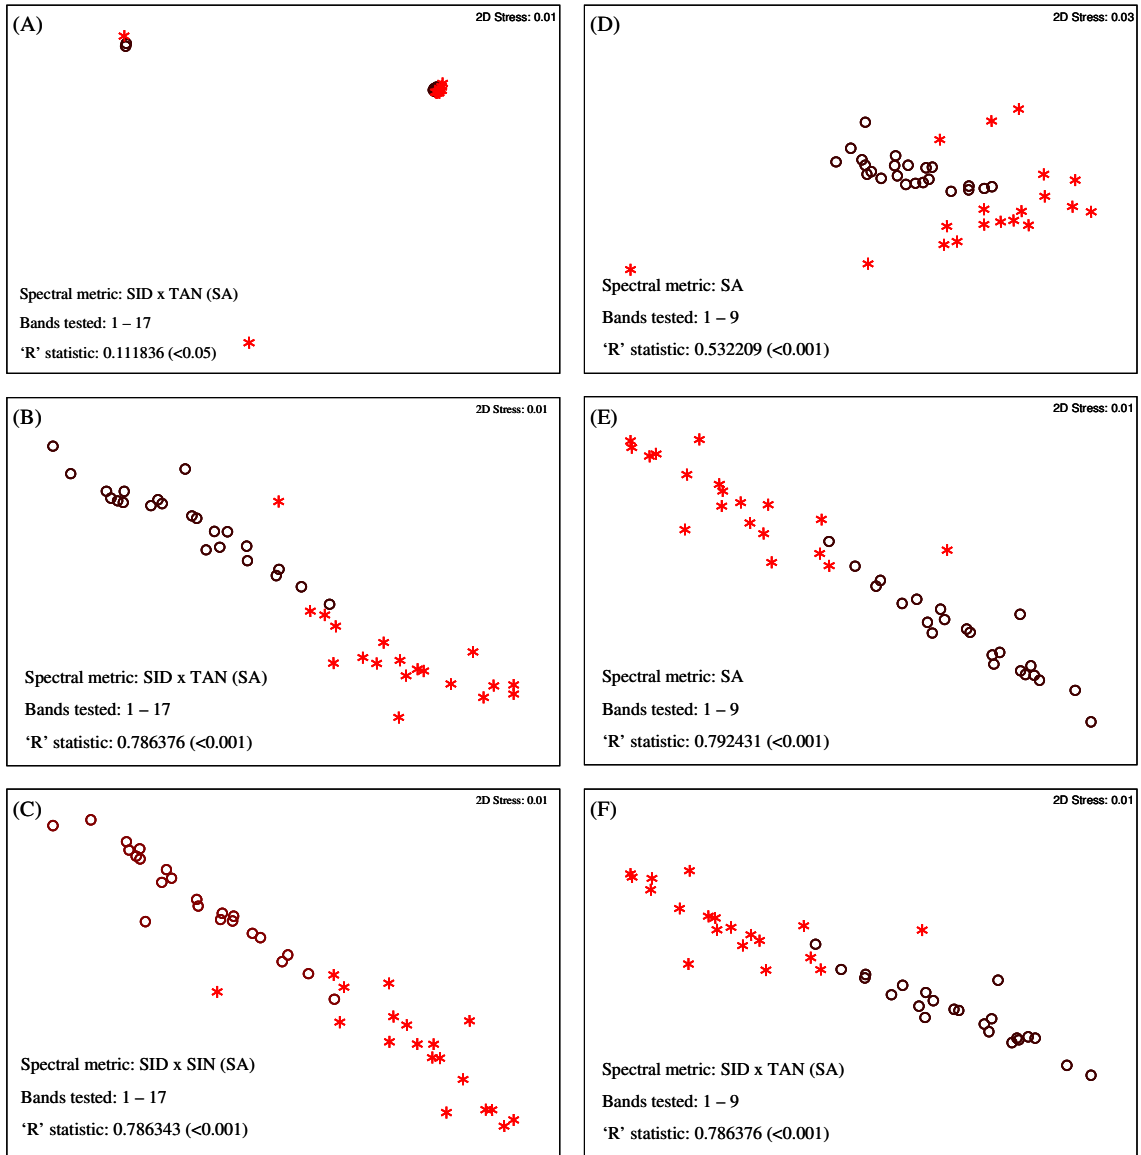 (A)
2D Stress: 0.01
Spectral metric: SID x TAN (SA)
Bands tested: 1 – 17
‘R’ statistic: 0.111836 (<0.05)
(B)
2D Stress: 0.01
Spectral metric: SID x TAN (SA)
Bands tested: 1 – 17
‘R’ statistic: 0.786376 (<0.001)
(C)
2D Stress: 0.01
Spectral metric: SID x SIN (SA)
Bands tested: 1 – 17
‘R’ statistic: 0.786343 (<0.001)
(D)
2D Stress: 0.03
Spectral metric: SA
Bands tested: 1 – 9
‘R’ statistic: 0.532209 (<0.001)
(E)
2D Stress: 0.01
Spectral metric: SA
Bands tested: 1 – 9
‘R’ statistic: 0.792431 (<0.001)
(F)
2D Stress: 0.01
Spectral metric: SID x TAN (SA)
Bands tested: 1 – 9
‘R’ statistic: 0.786376 (<0.001)